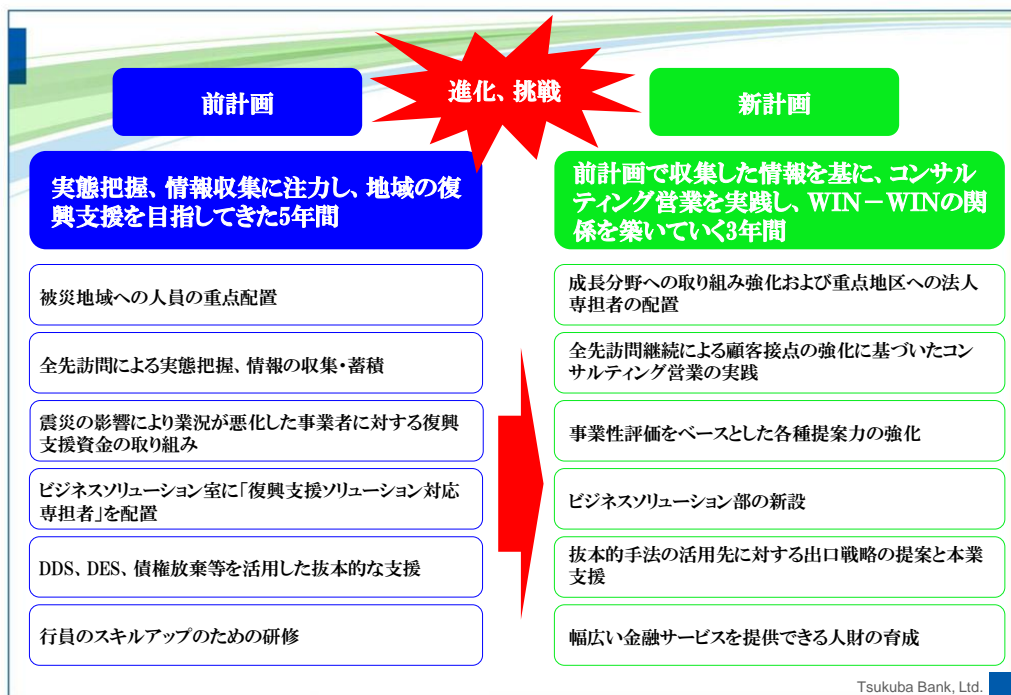 進化、挑戦
前計画
新計画
実態把握、情報収集に注力し、地域の復
興支援を目指してきた5年間
前計画で収集した情報を基に、コンサル
ティング営業を実践し、WIN－WINの関
係を築いていく3年間
被災地域への人員の重点配置
成長分野への取り組み強化および重点地区への法人
専担者の配置
全先訪問による実態把握、情報の収集・蓄積
全先訪問継続による顧客接点の強化に基づいたコン
サルティング営業の実践
震災の影響により業況が悪化した事業者に対する復興
支援資金の取り組み
事業性評価をベースとした各種提案力の強化
ビジネスソリューション室に「復興支援ソリューション対応
専担者」を配置
ビジネスソリューション部の新設
DDS、DES、債権放棄等を活用した抜本的な支援
抜本的手法の活用先に対する出口戦略の提案と本業
支援
行員のスキルアップのための研修
幅広い金融サービスを提供できる人財の育成
Tsukuba Bank, Ltd.